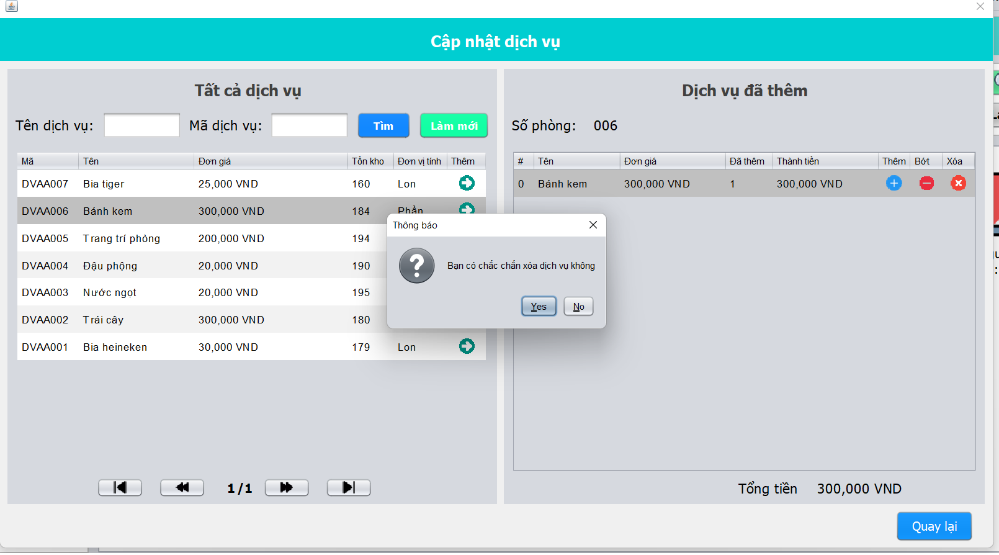 Cập nhật dịch vụ
Tất cả dịch vụ
Tên dịch vụ: Mã dịch vụ: Tìm Làm mới
Mã Tên Đơn giá Tồn kho Đơn vị tính Thêm
DVAA007 Bia tiger 25,000 VND 160 Lon
DVAA006 Bánh kem 300,000 VND 184 Phần
DVAA005 Trang trí phòng 200,000 VND 194
DVAA004 Đậu phộng 20,000 VND 190
DVAA003 Nước ngọt 20,000 VND 195
DVAA002 Trái cây 300,000 VND 180
DVAA001 Bia heineken 30,000 VND 179 Lon
1/1
Dịch vụ đã thêm
Số phòng: 006
# Tên Đơn giá Đã thêm Thành tiền Thêm Bớt Xóa
0 Bánh kem 300,000 VND 1 300,000 VND
Tổng tiền 300,000 VND
Quay lại
Thông báo
Bạn có chắc chắn xóa dịch vụ không
Yes No